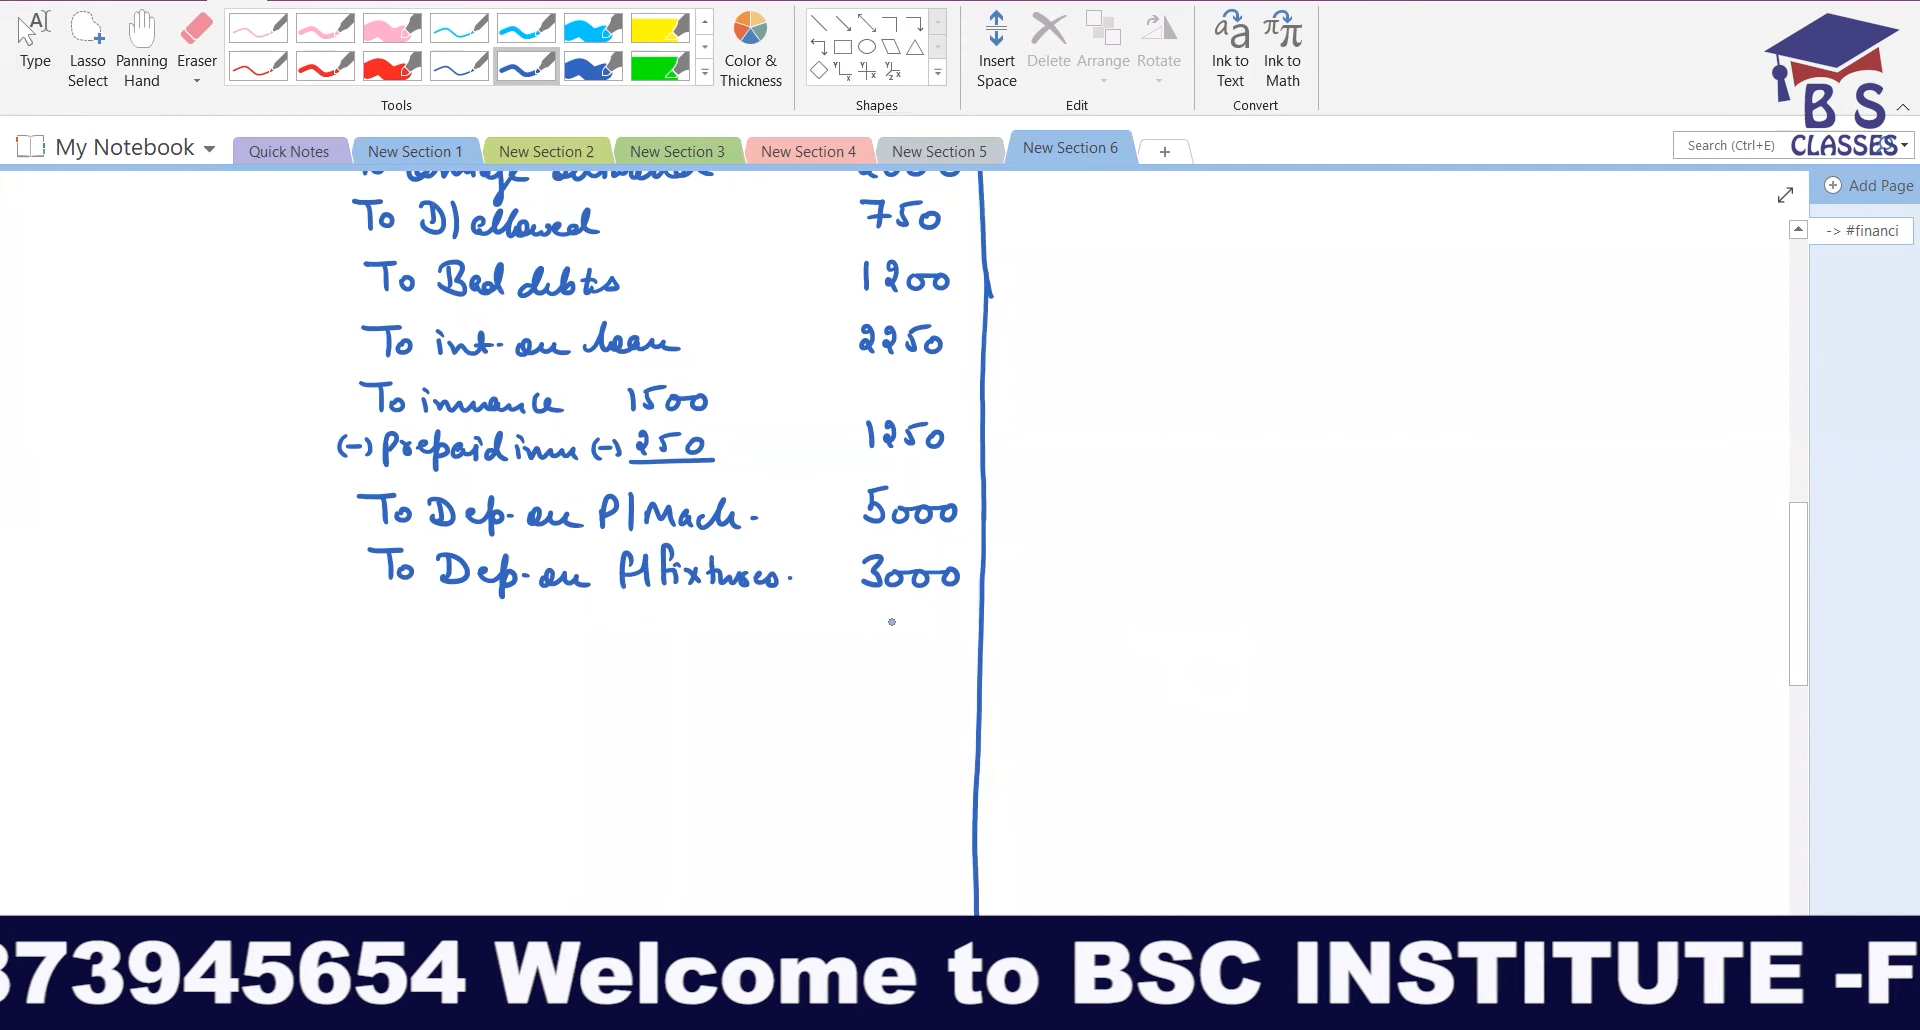 Type
Lasso Select
Panning Hand
Eraser
Color & Thickness
Insert Space
Delete
Arrange
Rotate
Ink to Text
Ink to Math
Tools
Shapes
Edit
Convert
BS
CLASSES
My Notebook
Quick Notes
New Section 1
New Section 2
New Section 3
New Section 4
New Section 5
New Section 6
Search (Ctrl+E)
Add Page
-> #financi
To D/allowed 750
To Bad debts 1200
To int. on loan 2250
To insurance 1500
(-) Prepaid insu (-) 250 1250
To Dep. on P/Mach. 5000
To Dep. on f/fixtures. 3000
373945654 Welcome to BSC INSTITUTE -F